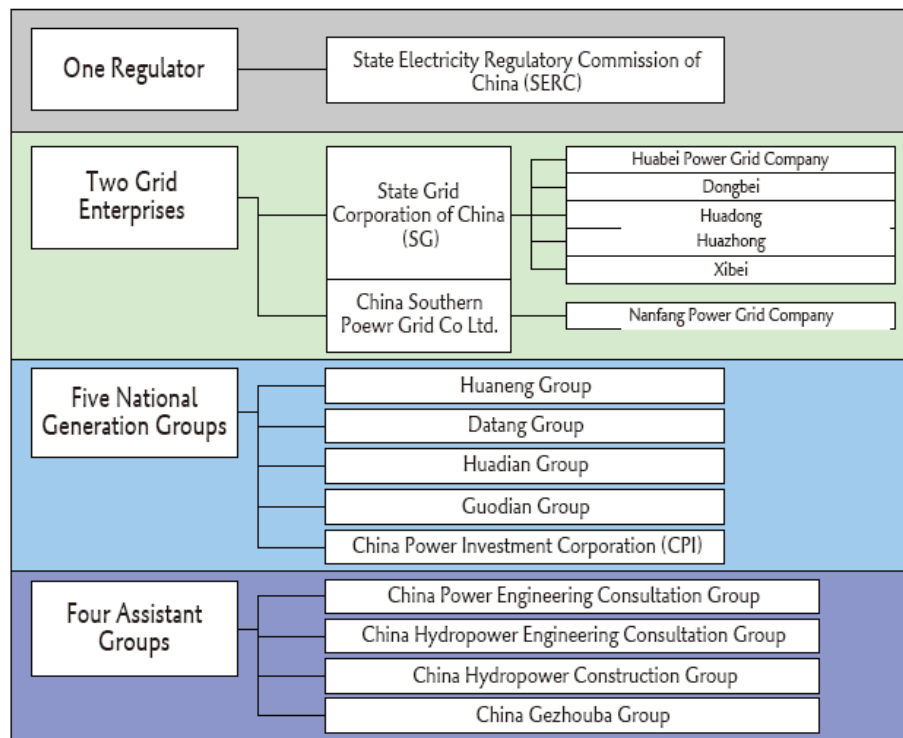 One Regulator
State Electricity Regulatory Commission of
China (SERC)
Two Grid
Enterprises
State Grid
Corporation of China
(SG)
Huabei Power Grid Company
Dongbei
Huadong
Huazhong
Xibei
China Southern
Poewr Grid Co Ltd.
Nanfang Power Grid Company
Five National
Generation Groups
Huaneng Group
Datang Group
Huadian Group
Guodian Group
China Power Investment Corporation (CPI)
Four Assistant
Groups
China Power Engineering Consultation Group
China Hydropower Engineering Consultation Group
China Hydropower Construction Group
China Gezhouba Group